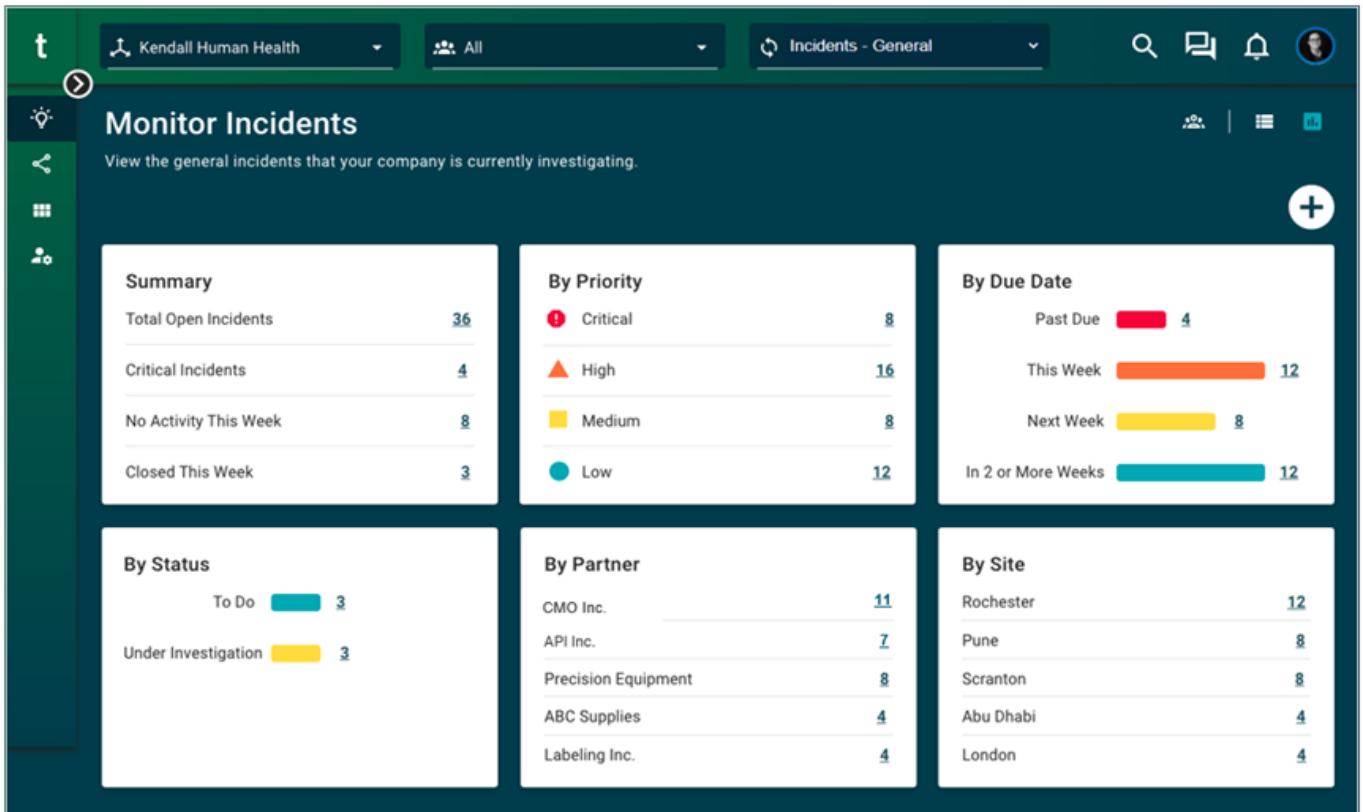 t
Kendall Human Health
All
Incidents - General
Monitor Incidents
View the general incidents that your company is currently investigating.
Summary
Total Open Incidents 36
Critical Incidents 4
No Activity This Week 8
Closed This Week 3
By Priority
Critical 8
High 16
Medium 8
Low 12
By Due Date
Past Due 4
This Week 12
Next Week 8
In 2 or More Weeks 12
By Status
To Do 3
Under Investigation 3
By Partner
CMO Inc. 11
API Inc. 7
Precision Equipment 8
ABC Supplies 4
Labeling Inc. 4
By Site
Rochester 12
Pune 8
Scranton 8
Abu Dhabi 4
London 4